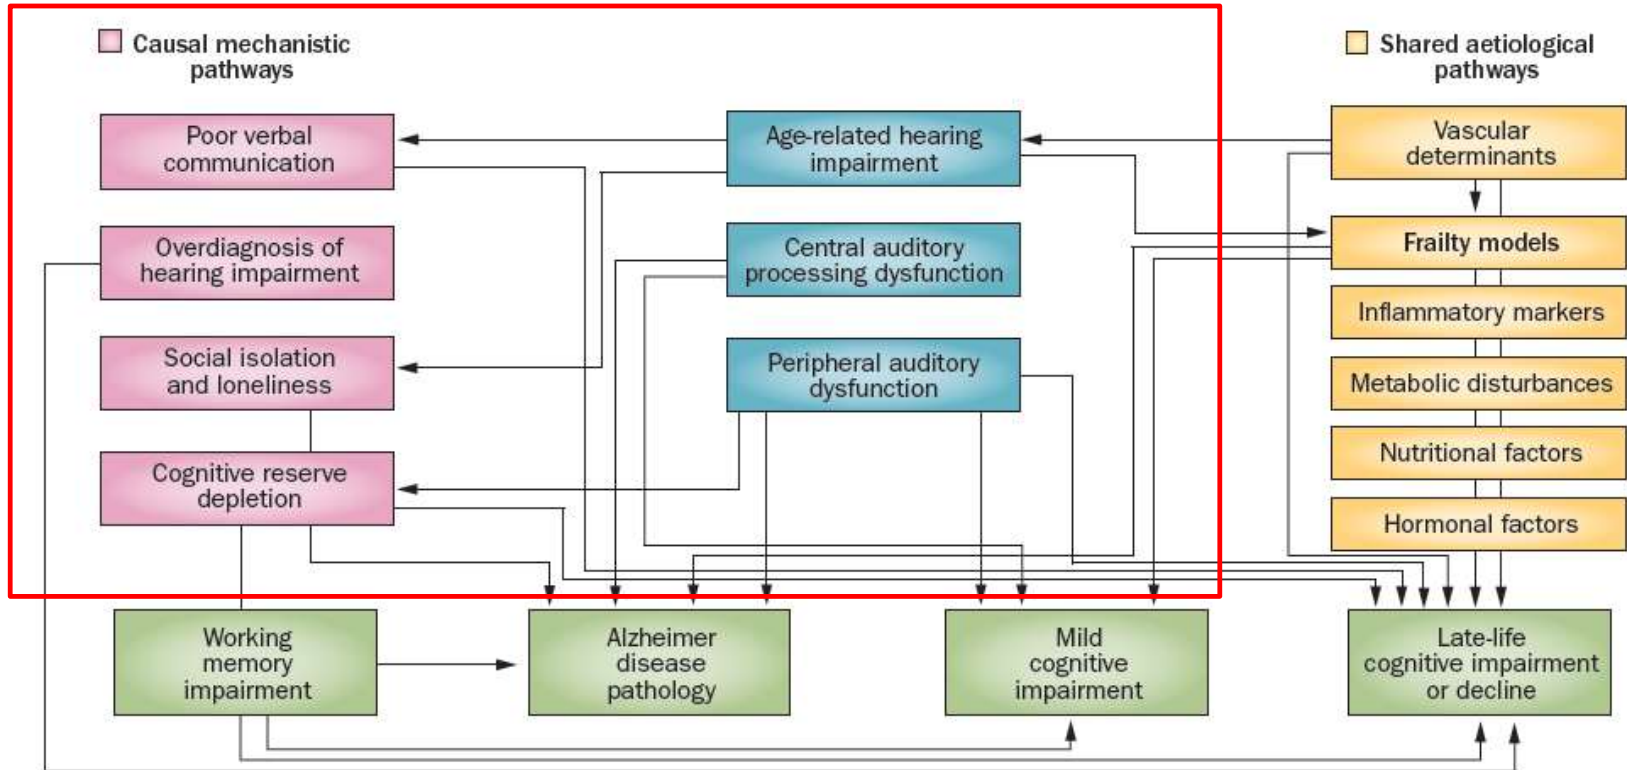 Causal mechanistic
pathways
Shared aetiological
pathways
Poor verbal
communication
Age-related hearing
impairment
Vascular
determinants
Overdiagnosis of
hearing impairment
Central auditory
processing dysfunction
Frailty models
Inflammatory markers
Social isolation
and loneliness
Peripheral auditory
dysfunction
Metabolic disturbances
Nutritional factors
Cognitive reserve
depletion
Hormonal factors
Working
memory
impairment
Alzheimer
disease
pathology
Mild
cognitive
impairment
Late-life
cognitive impairment
or decline